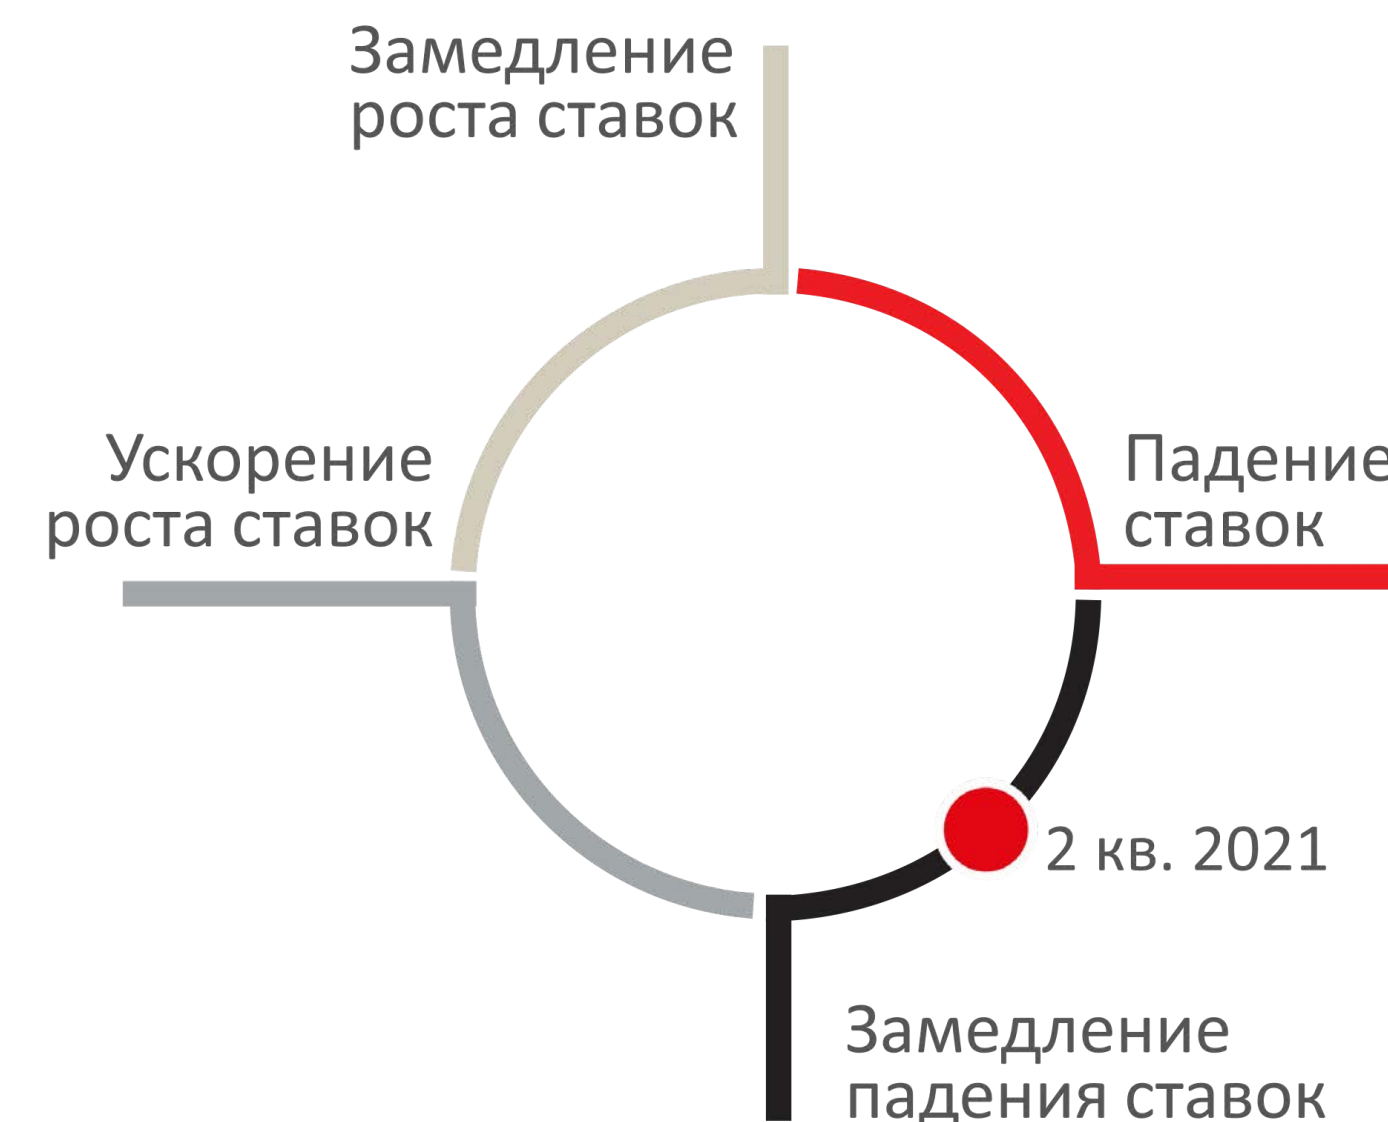 Замедление
роста ставок
Ускорение
роста ставок
Падение
ставок
2 кв. 2021
Замедление
падения ставок